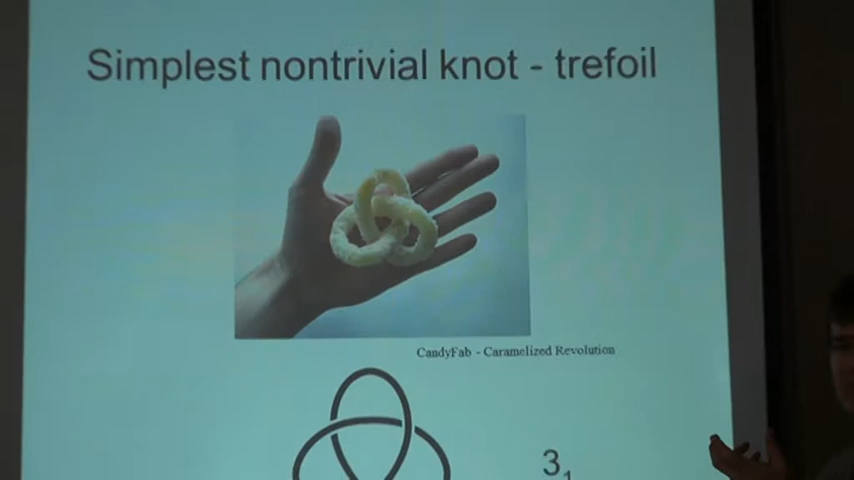 Simplest nontrivial knot - trefoil
CandyFab - Caramelized Revolution
3₁